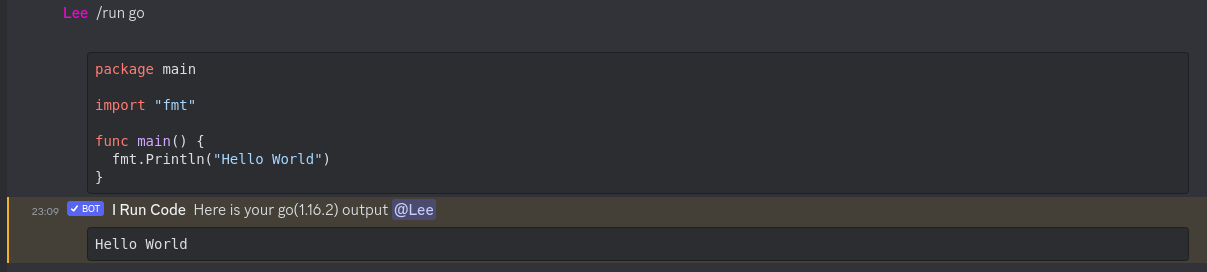 Lee /run go
package main
import "fmt"
func main() {
  fmt.Println("Hello World")
}
23:09 ✔ BOT I Run Code Here is your go(1.16.2) output @Lee
Hello World